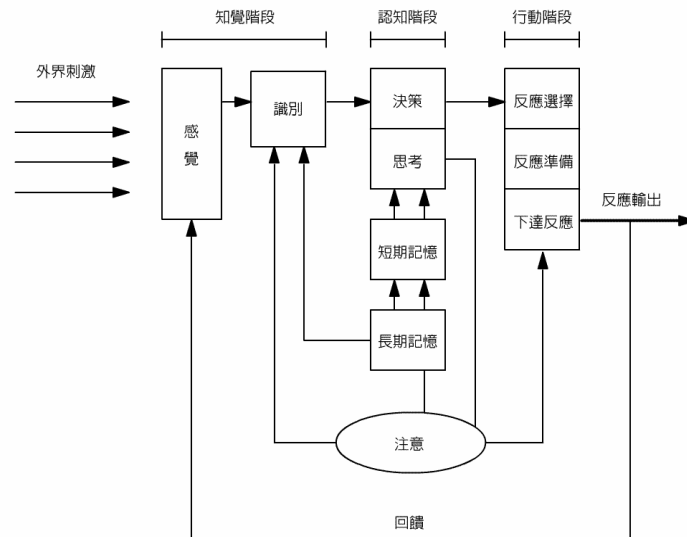 知覺階段
認知階段
行動階段
外界刺激
感覺
識別
決策
思考
短期記憶
長期記憶
反應選擇
反應準備
下達反應
反應輸出
注意
回饋